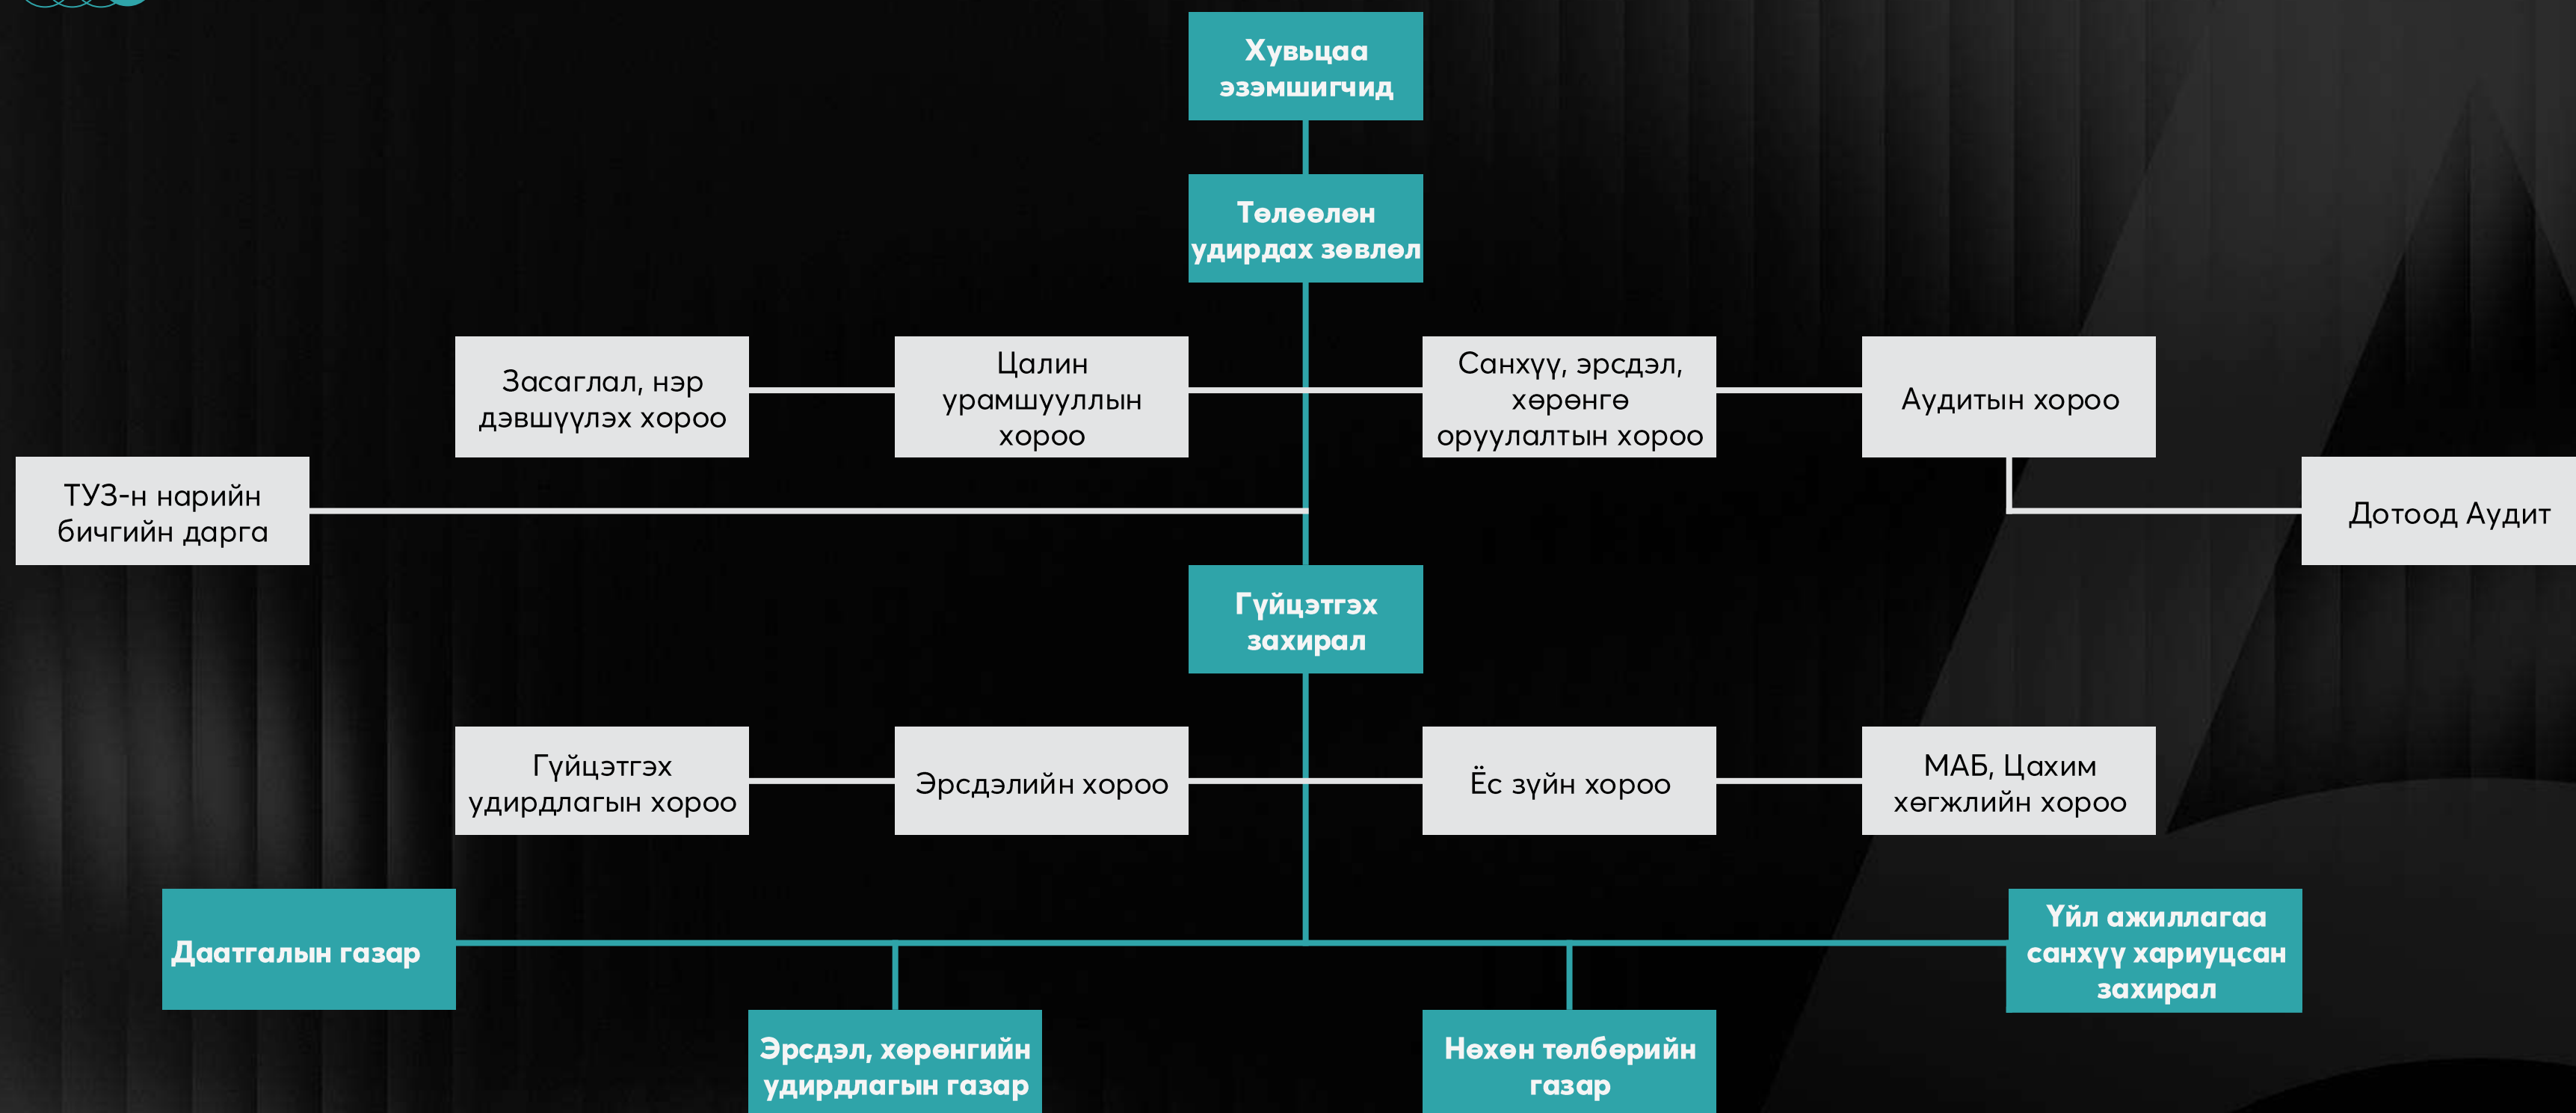 Хувьцаа
эзэмшигчид
Төлөөлөн
удирдах зөвлөл
Засаглал, нэр
дэвшүүлэх хороо
Цалин
урамшууллын
хороо
Санхүү, эрсдэл,
хөрөнгө
оруулалтын хороо
Аудитын хороо
ТУЗ-н нарийн
бичгийн дарга
Дотоод Аудит
Гүйцэтгэх
захирал
Гүйцэтгэх
удирдлагын хороо
Эрсдэлийн хороо
Ёс зүйн хороо
МАБ, Цахим
хөгжлийн хороо
Даатгалын газар
Үйл ажиллагаа
санхүү хариуцсан
захирал
Эрсдэл, хөрөнгийн
удирдлагын газар
Нөхөн төлбөрийн
газар